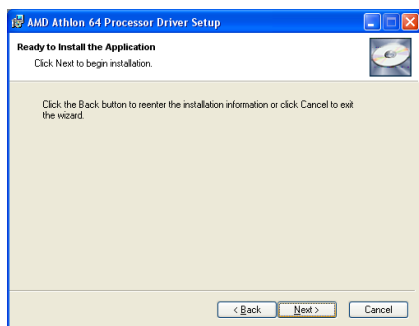 AMD Athlon 64 Processor Driver Setup
Ready to Install the Application
Click Next to begin installation.
Click the Back button to reenter the installation information or click Cancel to exit
the wizard.
< Back
Next >
Cancel